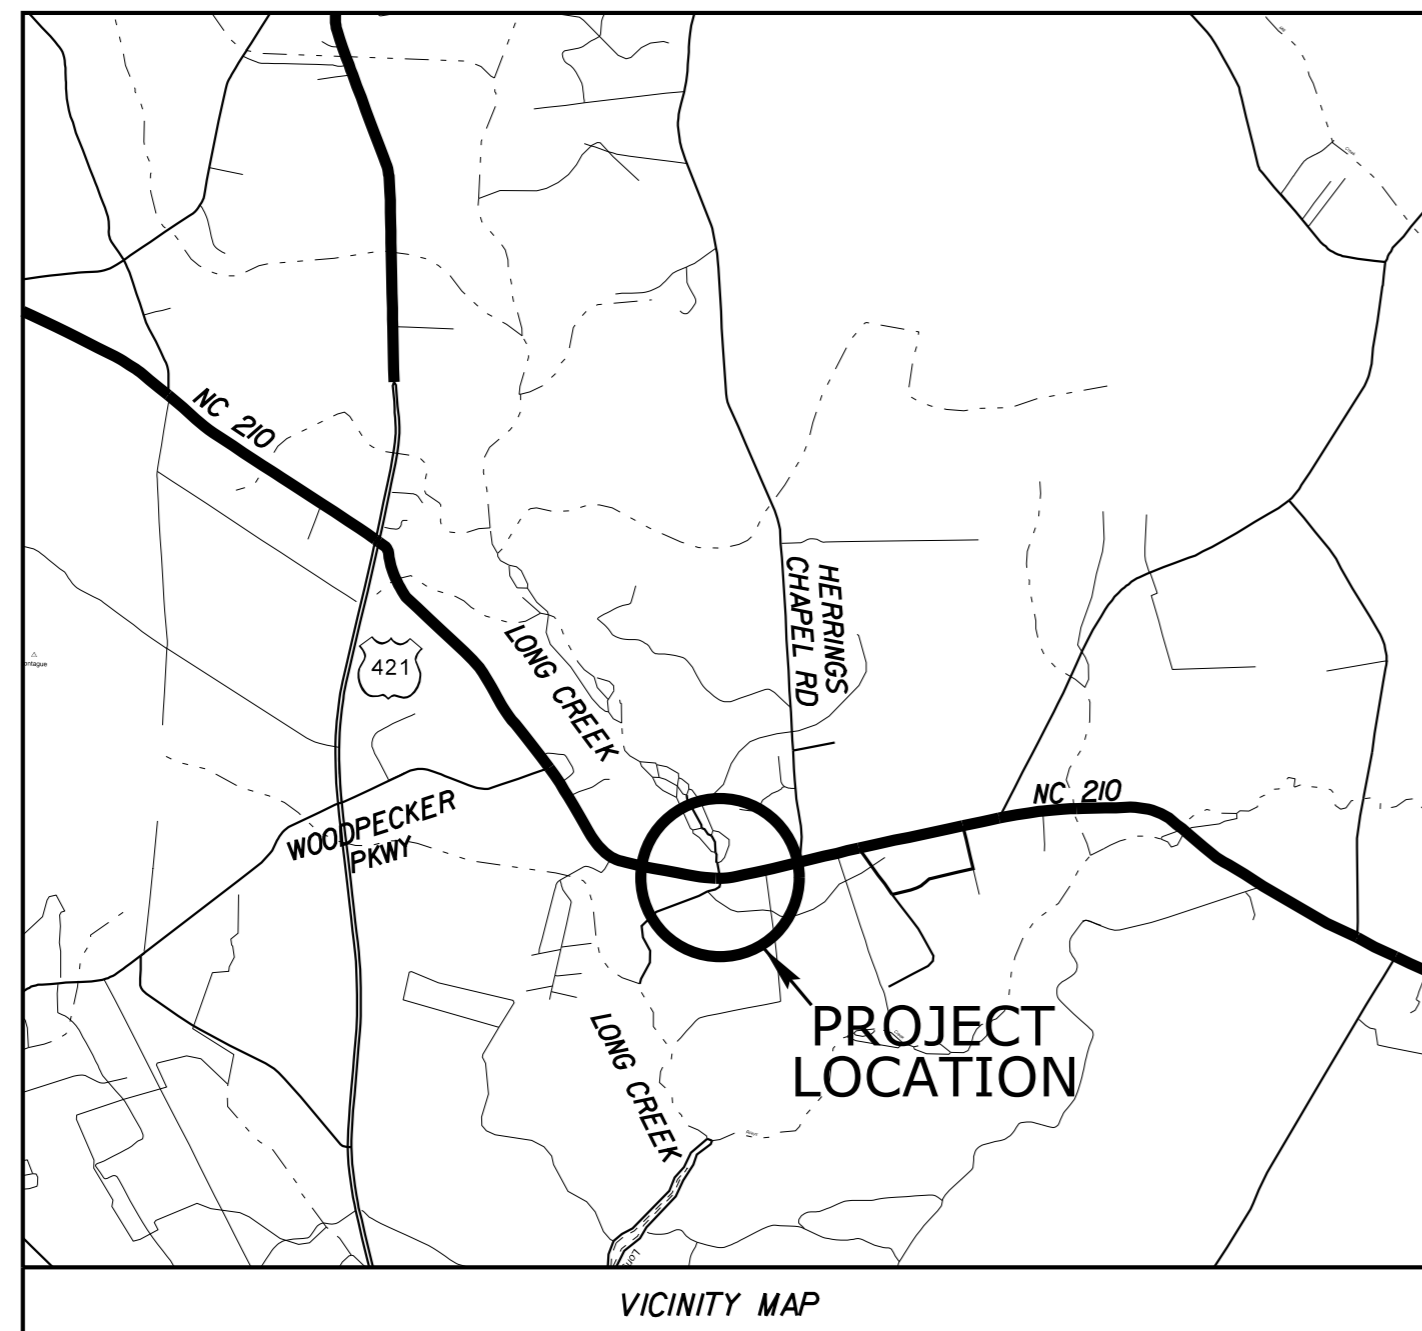 NC 210
HERRINGS
CHAPEL RD
LONG CREEK
421
NC 210
WOODPECKER
PKWY
PROJECT
LOCATION
LONG CREEK
VICINITY MAP